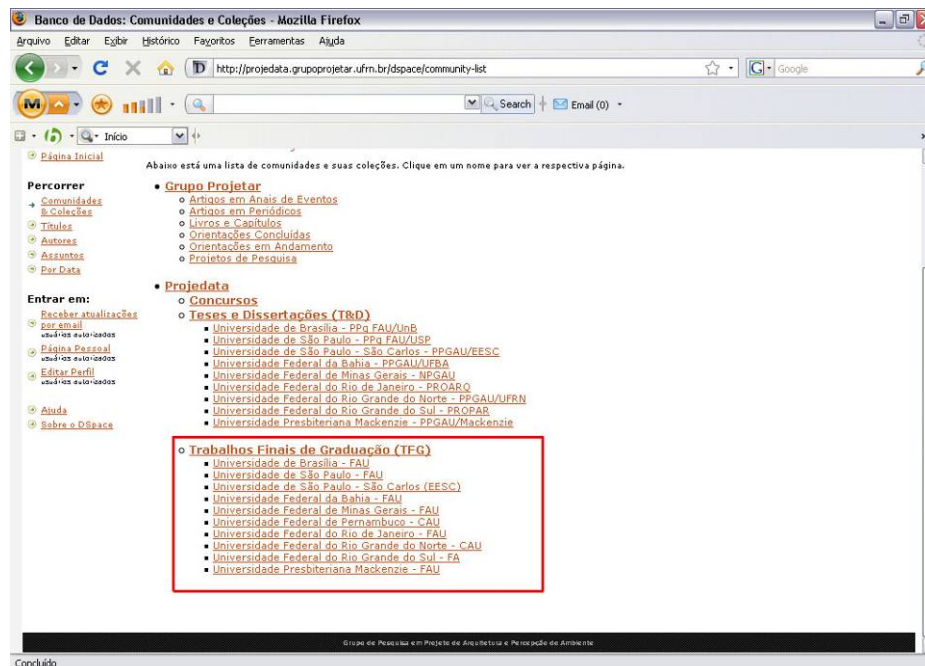 Banco de Dados: Comunidades e Coleções - Mozilla Firefox
Arquivo Editar Exibir Histórico Favoritos Ferramentas Ajuda
http://projedata.grupoprojetar.ufrn.br/dspace/community-list
Google
M
Search
Email (0)
Início
Página Inicial
Abaixo está uma lista de comunidades e suas coleções. Clique em um nome para ver a respectiva página.
Percorrer
Comunidades
& Coleções
Títulos
Autores
Assuntos
Por Data
Entrar em:
Receber atualizações
por email
usuários autorizados
Página Pessoal
usuários autorizados
Editar Perfil
usuários autorizados
Ajuda
Sobre o DSpace
Grupo Projetar
Artigos em Anais de Eventos
Artigos em Periódicos
Livros e Capítulos
Orientações Concluídas
Orientações em Andamento
Projetos de Pesquisa
Projedata
Concursos
Teses e Dissertações (T&D)
Universidade de Brasília - PPg FAU/UnB
Universidade de São Paulo - PPg FAU/USP
Universidade de São Paulo - São Carlos - PPGAU/EESC
Universidade Federal da Bahia - PPGAU/UFBA
Universidade Federal de Minas Gerais - NPGAU
Universidade Federal do Rio de Janeiro - PROARQ
Universidade Federal do Rio Grande do Norte - PPGAU/UFRN
Universidade Federal do Rio Grande do Sul - PROPAR
Universidade Presbiteriana Mackenzie - PPGAU/Mackenzie
Trabalhos Finais de Graduação (TFG)
Universidade de Brasília - FAU
Universidade de São Paulo - FAU
Universidade de São Paulo - São Carlos (EESC)
Universidade Federal da Bahia - FAU
Universidade Federal de Minas Gerais - FAU
Universidade Federal de Pernambuco - CAU
Universidade Federal do Rio de Janeiro - FAU
Universidade Federal do Rio Grande do Norte - CAU
Universidade Federal do Rio Grande do Sul - FA
Universidade Presbiteriana Mackenzie - FAU
Grupo de Pesquisa em Projeto de Arquitetura e Percepção do Ambiente
Concluído